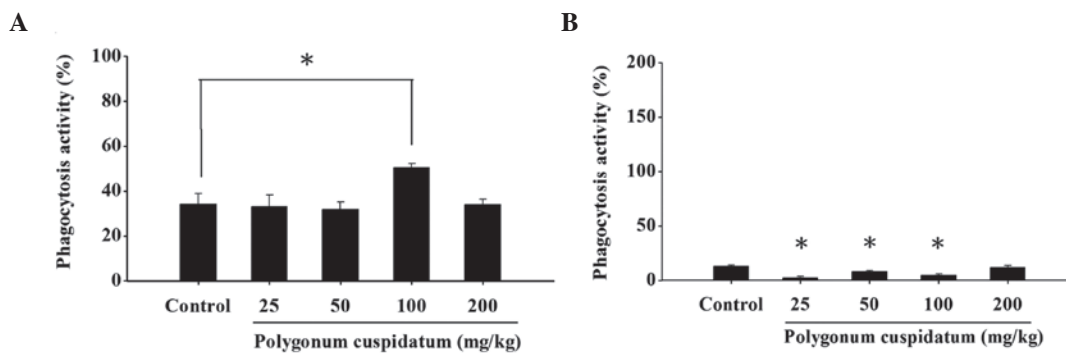 A
Phagocytosis activity (%)
100
80
60
40
20
0
*
Control 25 50 100 200
Polygonum cuspidatum (mg/kg)
B
Phagocytosis activity (%)
200
150
100
50
0
* * *
Control 25 50 100 200
Polygonum cuspidatum (mg/kg)